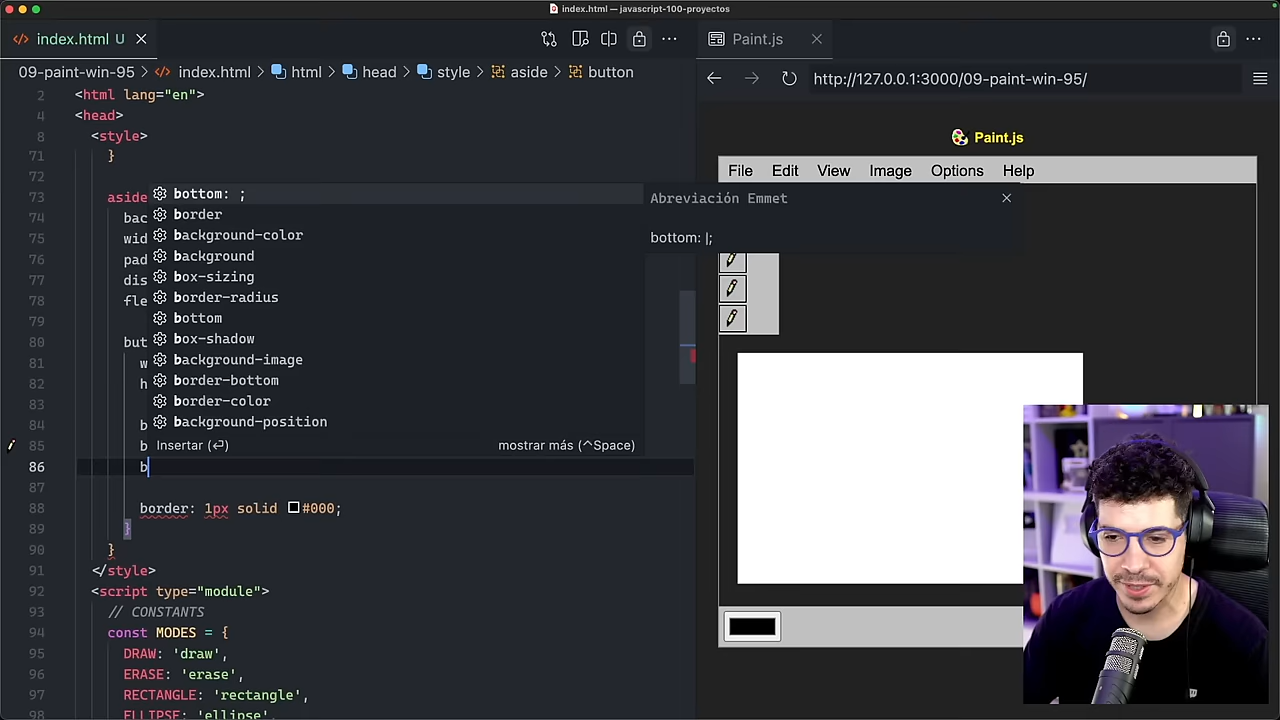 index.html — javascript-100-proyectos
index.html U
Paint.js
09-paint-win-95 > index.html > html > head > style > aside > button
http://127.0.0.1:3000/09-paint-win-95/
2 <html lang="en">
4 <head>
8 <style>
71 }
72
73 aside
74 bac
75 wid
76 pad
77 dis
78 fle
79
80 but
81 w
82 h
83
84 b
85 b
86 b
87
88 border: 1px solid #000;
89 }
90 }
91 </style>
92 <script type="module">
93 // CONSTANTS
94 const MODES = {
95 DRAW: 'draw',
96 ERASE: 'erase',
97 RECTANGLE: 'rectangle',
98 ELLIPSE: 'ellipse',
bottom: ;
border
background-color
background
box-sizing
border-radius
bottom
box-shadow
background-image
border-bottom
border-color
background-position
Insertar (⏎) mostrar más (^Space)
Abreviación Emmet
bottom: |;
Paint.js
File Edit View Image Options Help